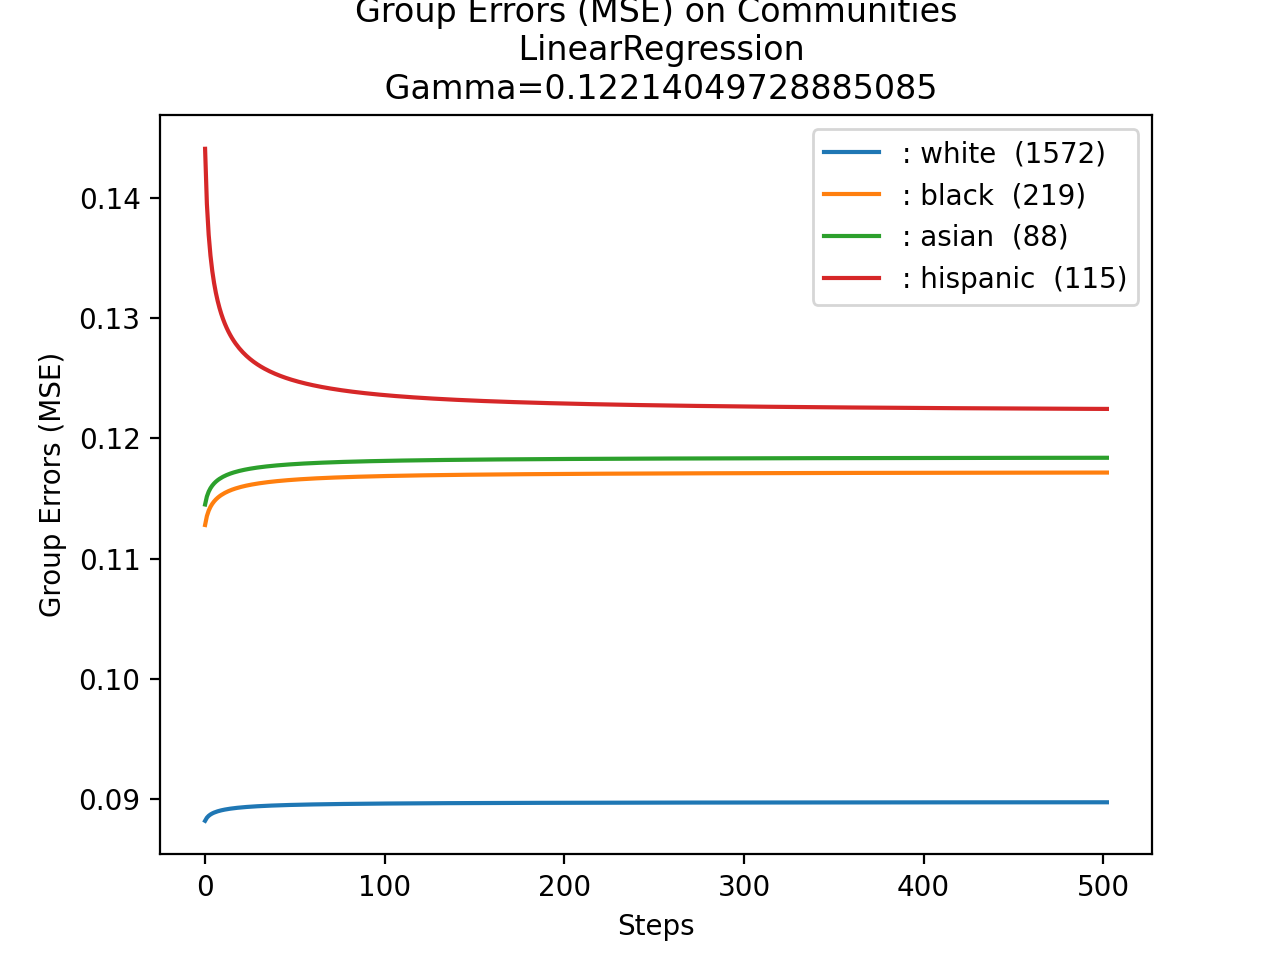 Group Errors (MSE) on Communities
LinearRegression
Gamma=0.12214049728885085
: white (1572)
: black (219)
: asian (88)
: hispanic (115)
Group Errors (MSE)
0.14
0.13
0.12
0.11
0.10
0.09
0 100 200 300 400 500
Steps